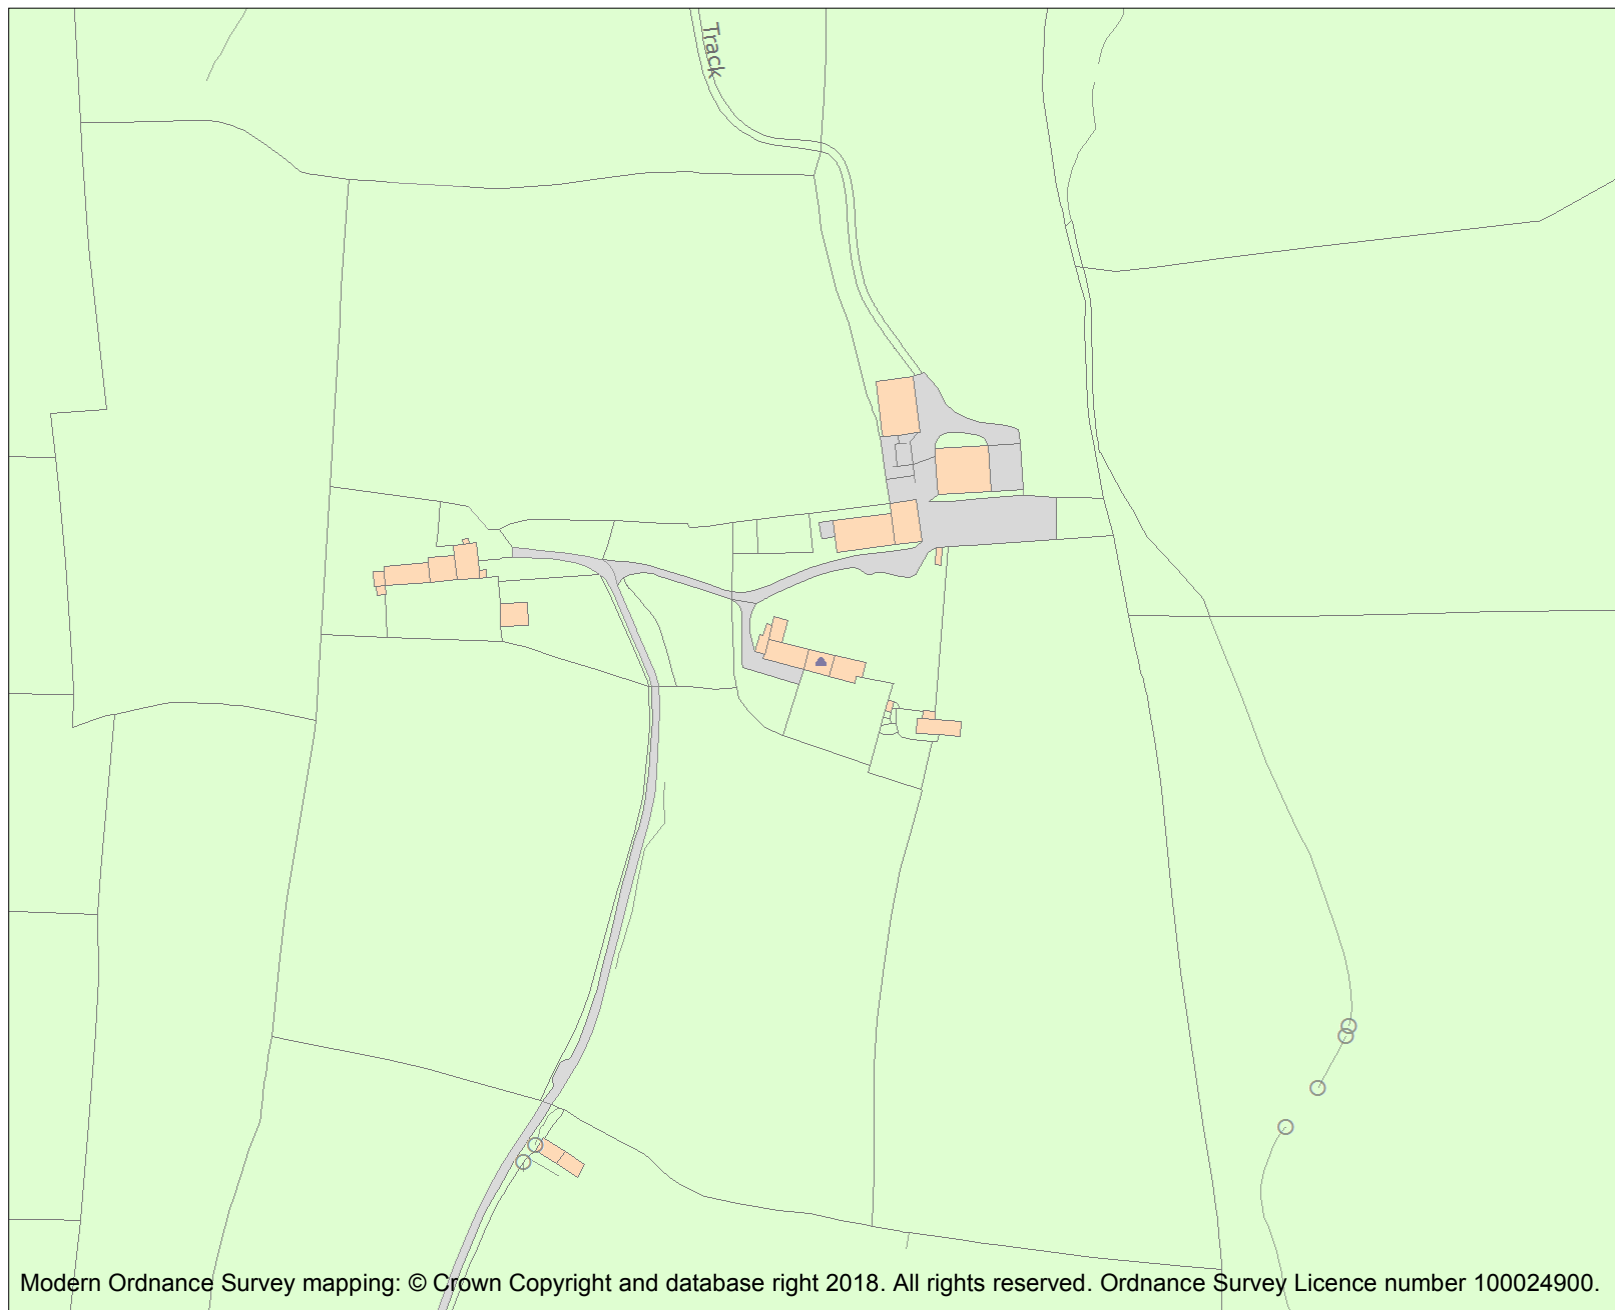 Track
Modern Ordnance Survey mapping: © Crown Copyright and database right 2018. All rights reserved. Ordnance Survey Licence number 100024900.